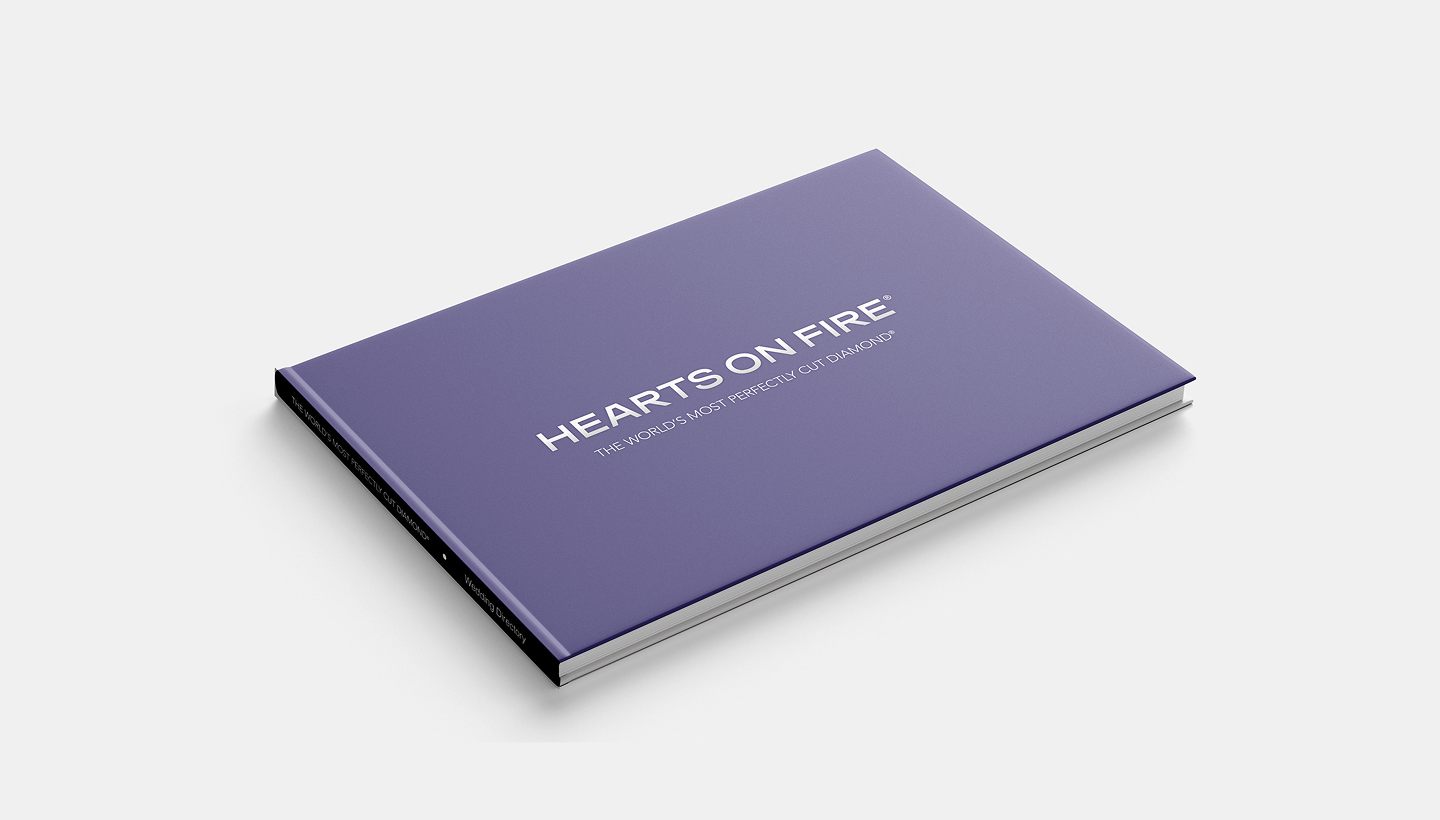 HEARTS ON FIRE®
THE WORLD'S MOST PERFECTLY CUT DIAMOND®
THE WORLD'S MOST PERFECTLY CUT DIAMOND® • Wedding Directory